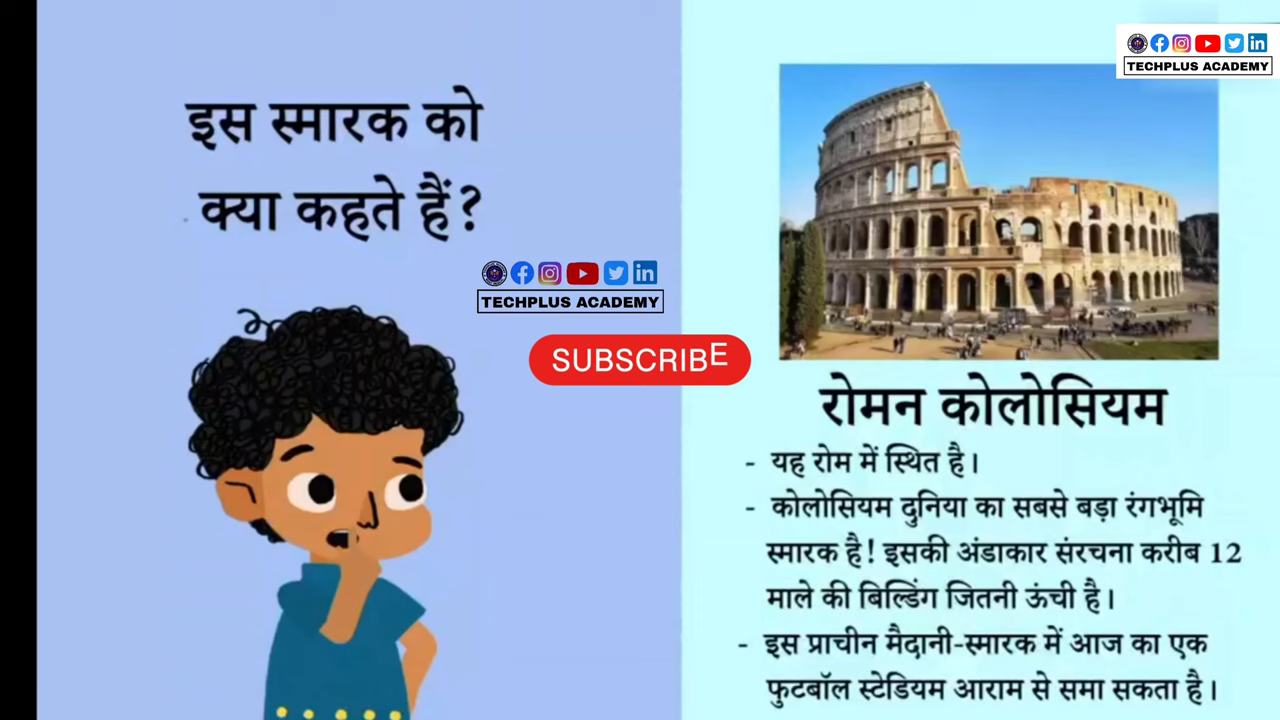 इस स्मारक को
क्या कहते हैं?
TECHPLUS ACADEMY
SUBSCRIBE
TECHPLUS ACADEMY
रोमन कोलोसियम
- यह रोम में स्थित है।
- कोलोसियम दुनिया का सबसे बड़ा रंगभूमि
स्मारक है! इसकी अंडाकार संरचना करीब 12
माले की बिल्डिंग जितनी ऊंची है।
- इस प्राचीन मैदानी-स्मारक में आज का एक
फुटबॉल स्टेडियम आराम से समा सकता है।